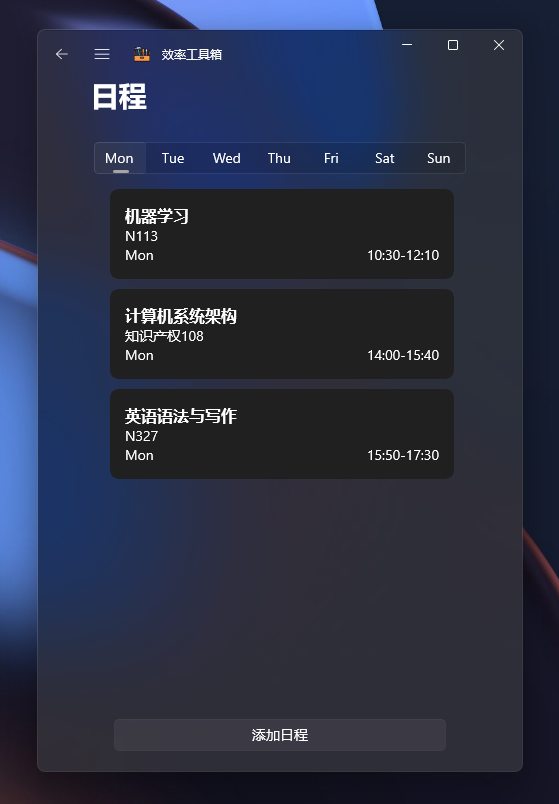 效率工具箱
日程
Mon Tue Wed Thu Fri Sat Sun
机器学习
N113
Mon 10:30-12:10
计算机系统架构
知识产权108
Mon 14:00-15:40
英语语法与写作
N327
Mon 15:50-17:30
添加日程